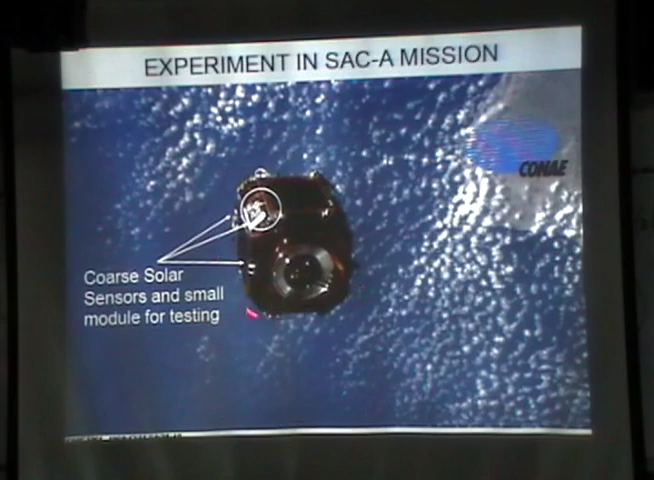 EXPERIMENT IN SAC-A MISSION
CONAE
Coarse Solar
Sensors and small
module for testing